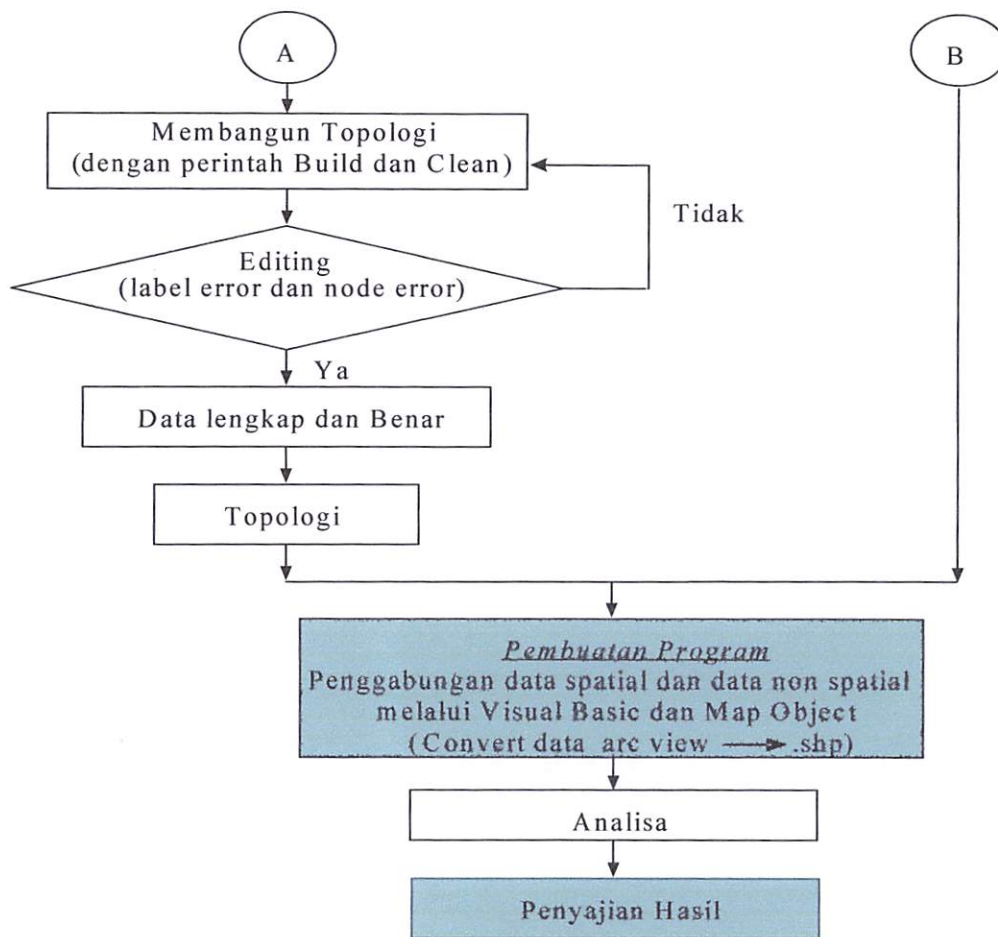 A
B
Membangun Topologi
(dengan perintah Build dan Clean)
Tidak
Editing
(label error dan node error)
Ya
Data lengkap dan Benar
Topologi
Pembuatan Program
Penggabungan data spatial dan data non spatial
melalui Visual Basic dan Map Object
(Convert data arc view → .shp)
Analisa
Penyajian Hasil